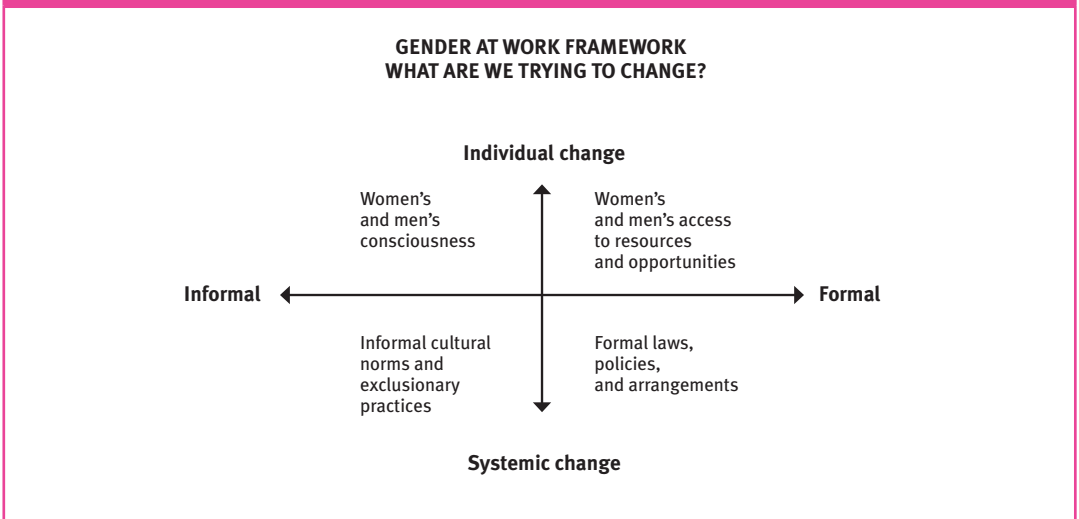 GENDER AT WORK FRAMEWORK
WHAT ARE WE TRYING TO CHANGE?
Individual change
Women’s
and men’s
consciousness
Women’s
and men’s access
to resources
and opportunities
Informal
Formal
Informal cultural
norms and
exclusionary
practices
Formal laws,
policies,
and arrangements
Systemic change